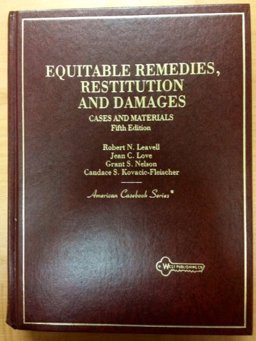 EQUITABLE REMEDIES,
RESTITUTION
AND DAMAGES
CASES AND MATERIALS
Fifth Edition
Robert N. Leavell
Jean C. Love
Grant S. Nelson
Candace S. Kovacic-Fleischer
American Casebook Series®
WEST PUBLISHING CO.